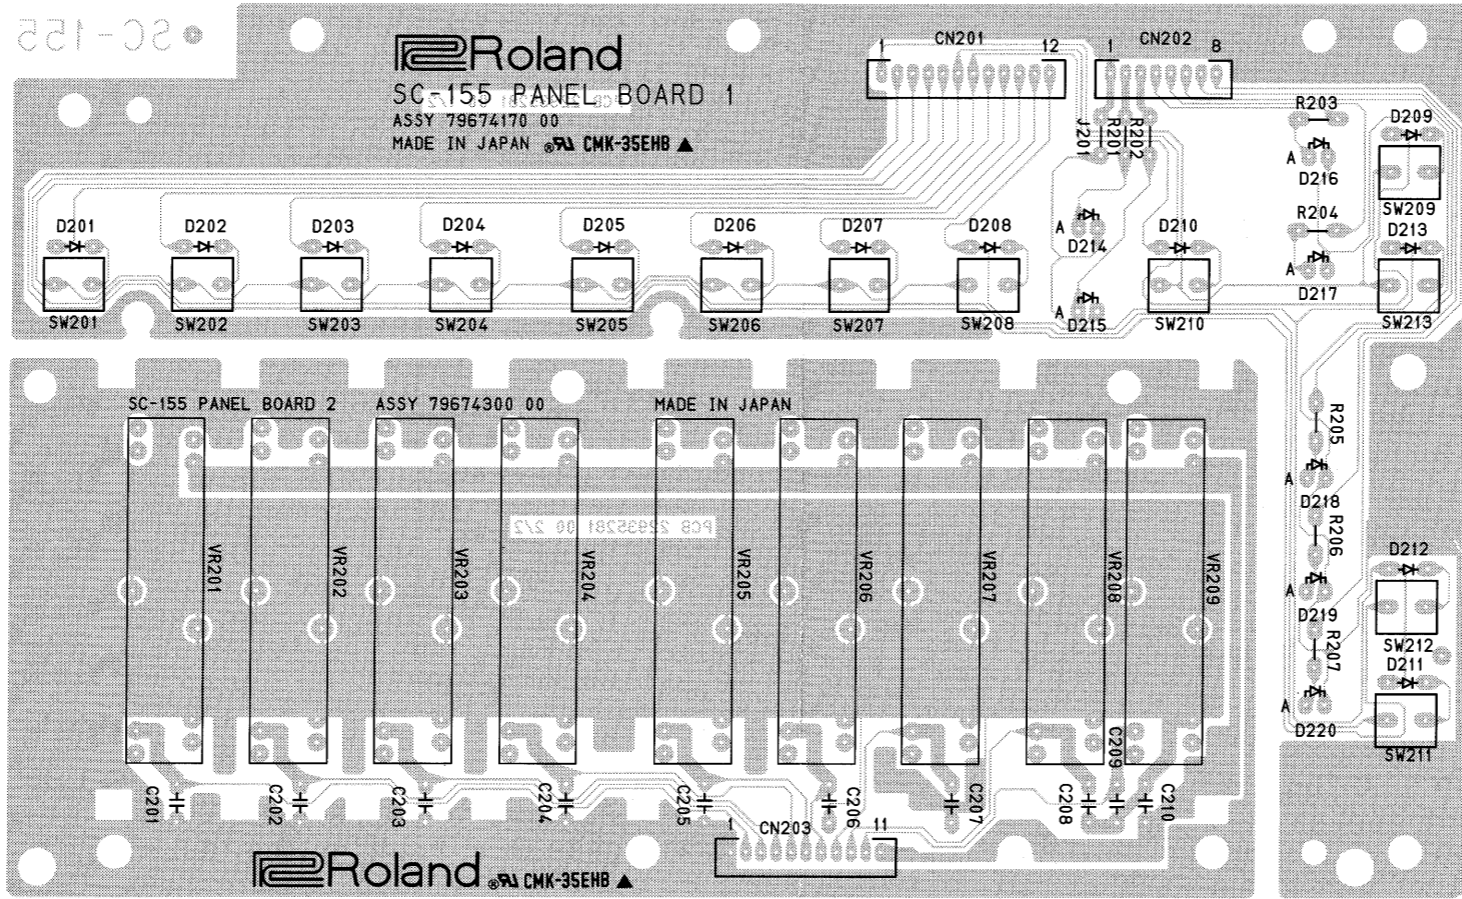 SC-155
Roland
SC-155 PANEL BOARD 1
ASSY 79674170 00
MADE IN JAPAN CMK-35EHB
1 CN201 12
1 CN202 8
J201 R201 R202
R203 D209
A D216
SW209
R204 D213
A D217
SW213
D201 D202 D203 D204 D205 D206 D207 D208 D214 D210
SW201 SW202 SW203 SW204 SW205 SW206 SW207 SW208 A D215 SW210
A
SC-155 PANEL BOARD 2 ASSY 79674300 00 MADE IN JAPAN
PCB 22935281 00 2/2
VR201 VR202 VR203 VR204 VR205 VR206 VR207 VR208 VR209
R205
A D218
R206
A D219
R207
A D220
D212
SW212
D211
SW211
C201 C202 C203 C204 C205 C206 C207 C208 C209 C210
1 CN203 11
Roland CMK-35EHB